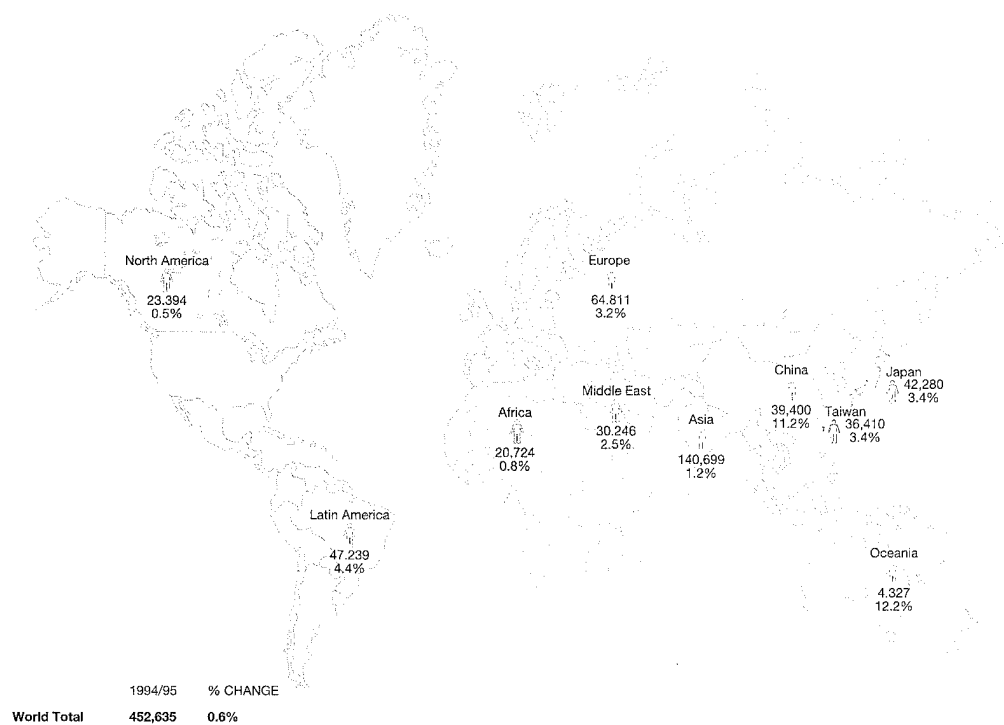 North America
23.394
0.5%
Europe
64.811
3.2%
China
39,400
11.2%
Japan
42,280
3.4%
Taiwan
36,410
3.4%
Middle East
30.246
2.5%
Africa
20,724
0.8%
Asia
140,699
1.2%
Latin America
47.239
4.4%
Oceania
4.327
12.2%
1994/95 % CHANGE
World Total 452,635 0.6%